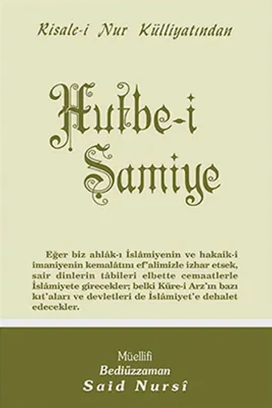 Risale-i Nur Külliyatından
Hutbe-i
Şamiye
Eğer biz ahlâk-ı İslâmiyenin ve hakaik-i
imaniyenin kemalâtını ef'alimizle izhar etsek,
sair dinlerin tâbileri elbette cemaatlerle
İslâmiyete girecekler; belki Küre-i Arz'ın bazı
kıt'aları ve devletleri de İslâmiyet'e dehalet
edecekler.
Müellifi
Bediüzzaman
Said Nursî